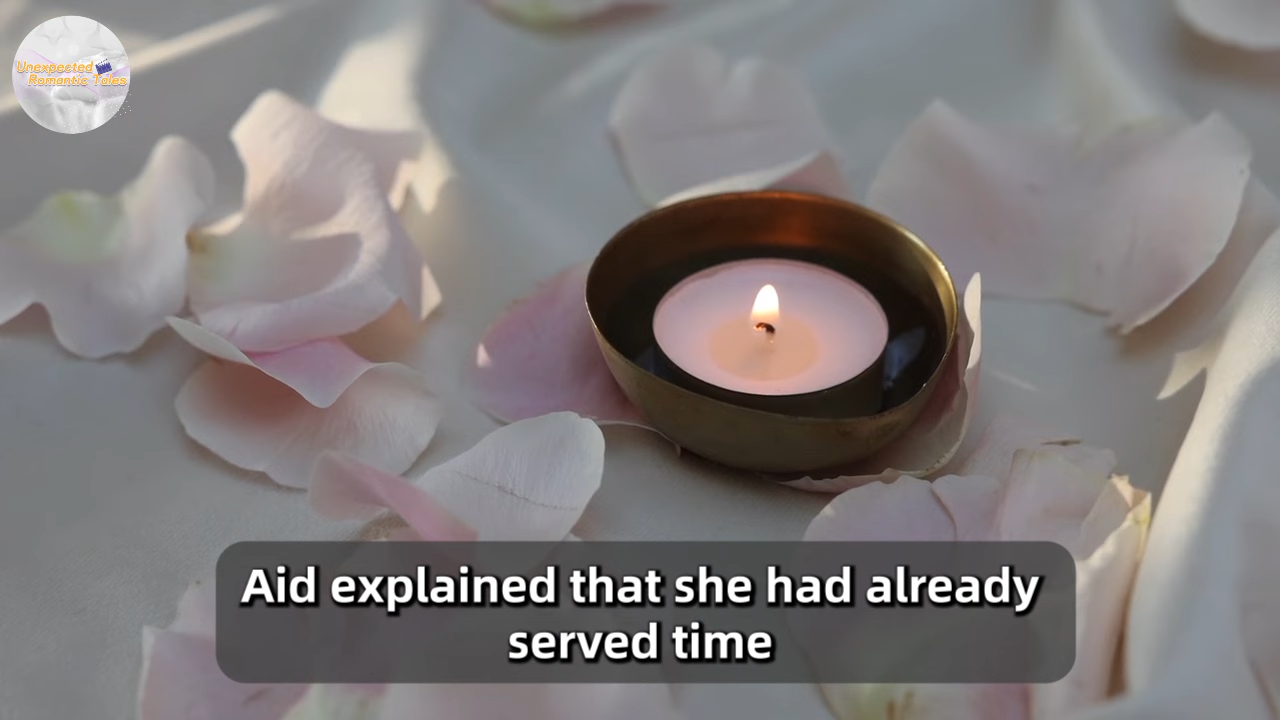 Unexpected
Romantic Tales
Aid explained that she had already
served time